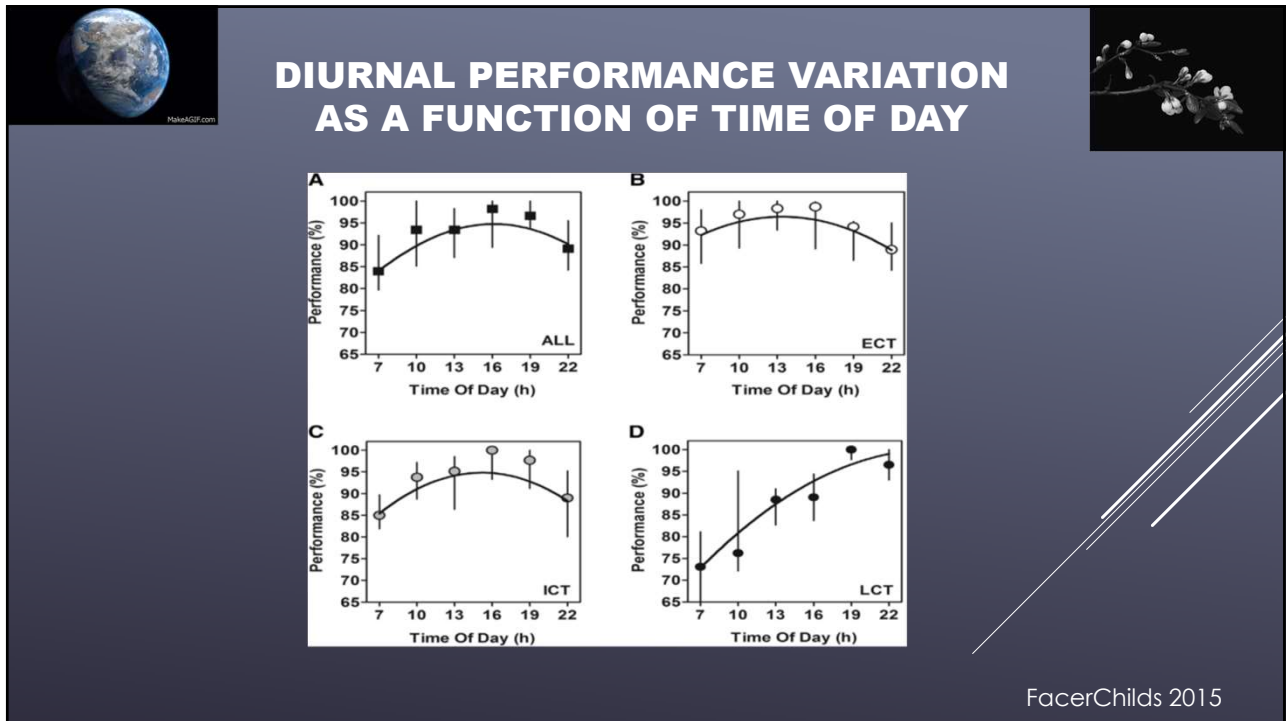 MakeAGIF.com
DIURNAL PERFORMANCE VARIATION
AS A FUNCTION OF TIME OF DAY
A
Performance (%)
100
95
90
85
80
75
70
65
7 10 13 16 19 22
Time Of Day (h)
ALL
B
Performance (%)
100
95
90
85
80
75
70
65
7 10 13 16 19 22
Time Of Day (h)
ECT
C
Performance (%)
100
95
90
85
80
75
70
65
7 10 13 16 19 22
Time Of Day (h)
ICT
D
Performance (%)
100
95
90
85
80
75
70
65
7 10 13 16 19 22
Time Of Day (h)
LCT
FacerChilds 2015